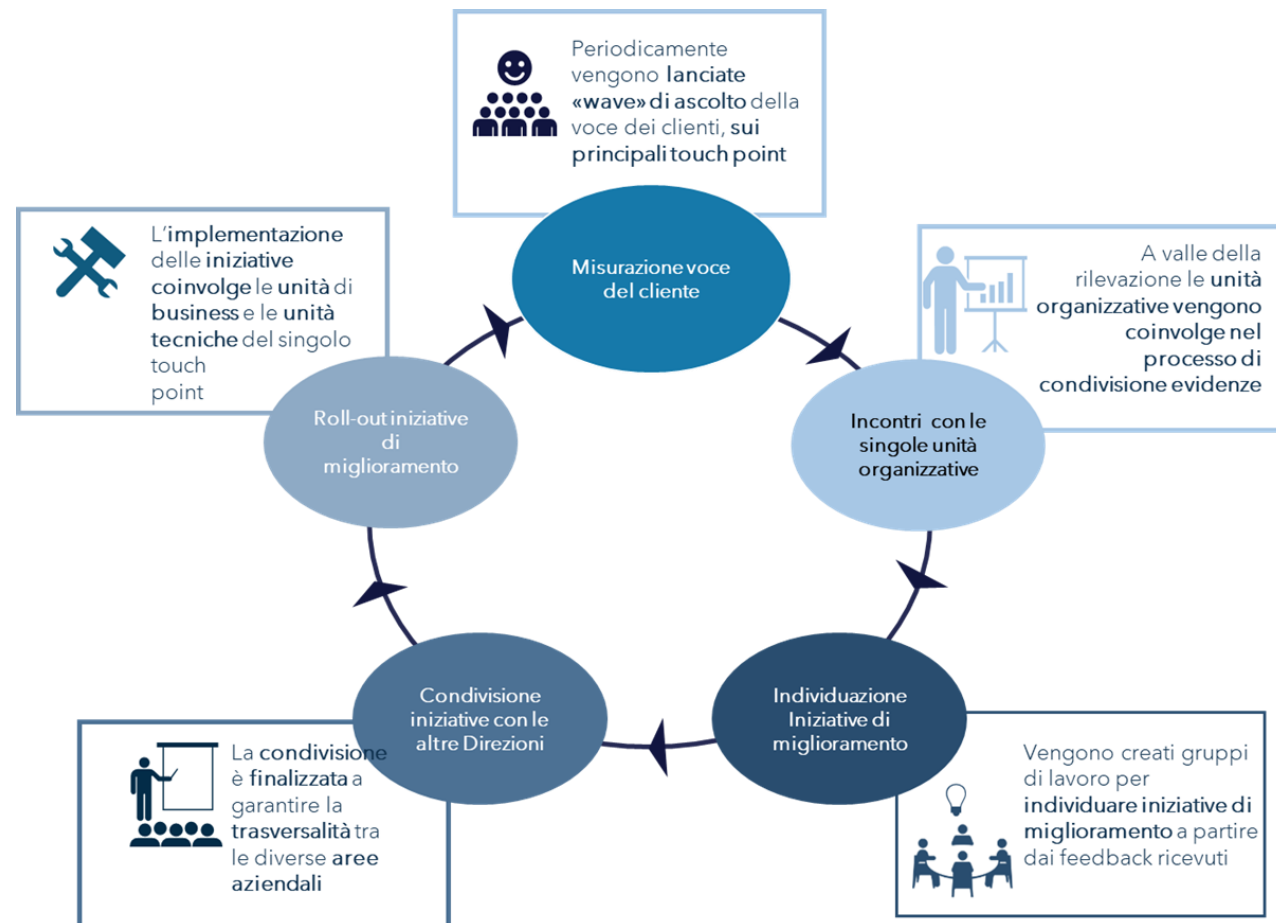 Periodicamente
vengono lanciate
«wave» di ascolto della
voce dei clienti, sui
principali touch point
Misurazione voce
del cliente
A valle della
rilevazione le unità
organizzative vengono
coinvolge nel
processo di
condivisione evidenze
Incontri con le
singole unità
organizzative
Individuazione
Iniziative di
miglioramento
Vengono creati gruppi
di lavoro per
individuare iniziative di
miglioramento a partire
dai feedback ricevuti
Condivisione
iniziative con le
altre Direzioni
La condivisione
è finalizzata a
garantire la
trasversalità tra
le diverse aree
aziendali
Roll-out iniziative
di
miglioramento
L'implementazione
delle iniziative
coinvolge le unità di
business e le unità
tecniche del singolo
touch
point